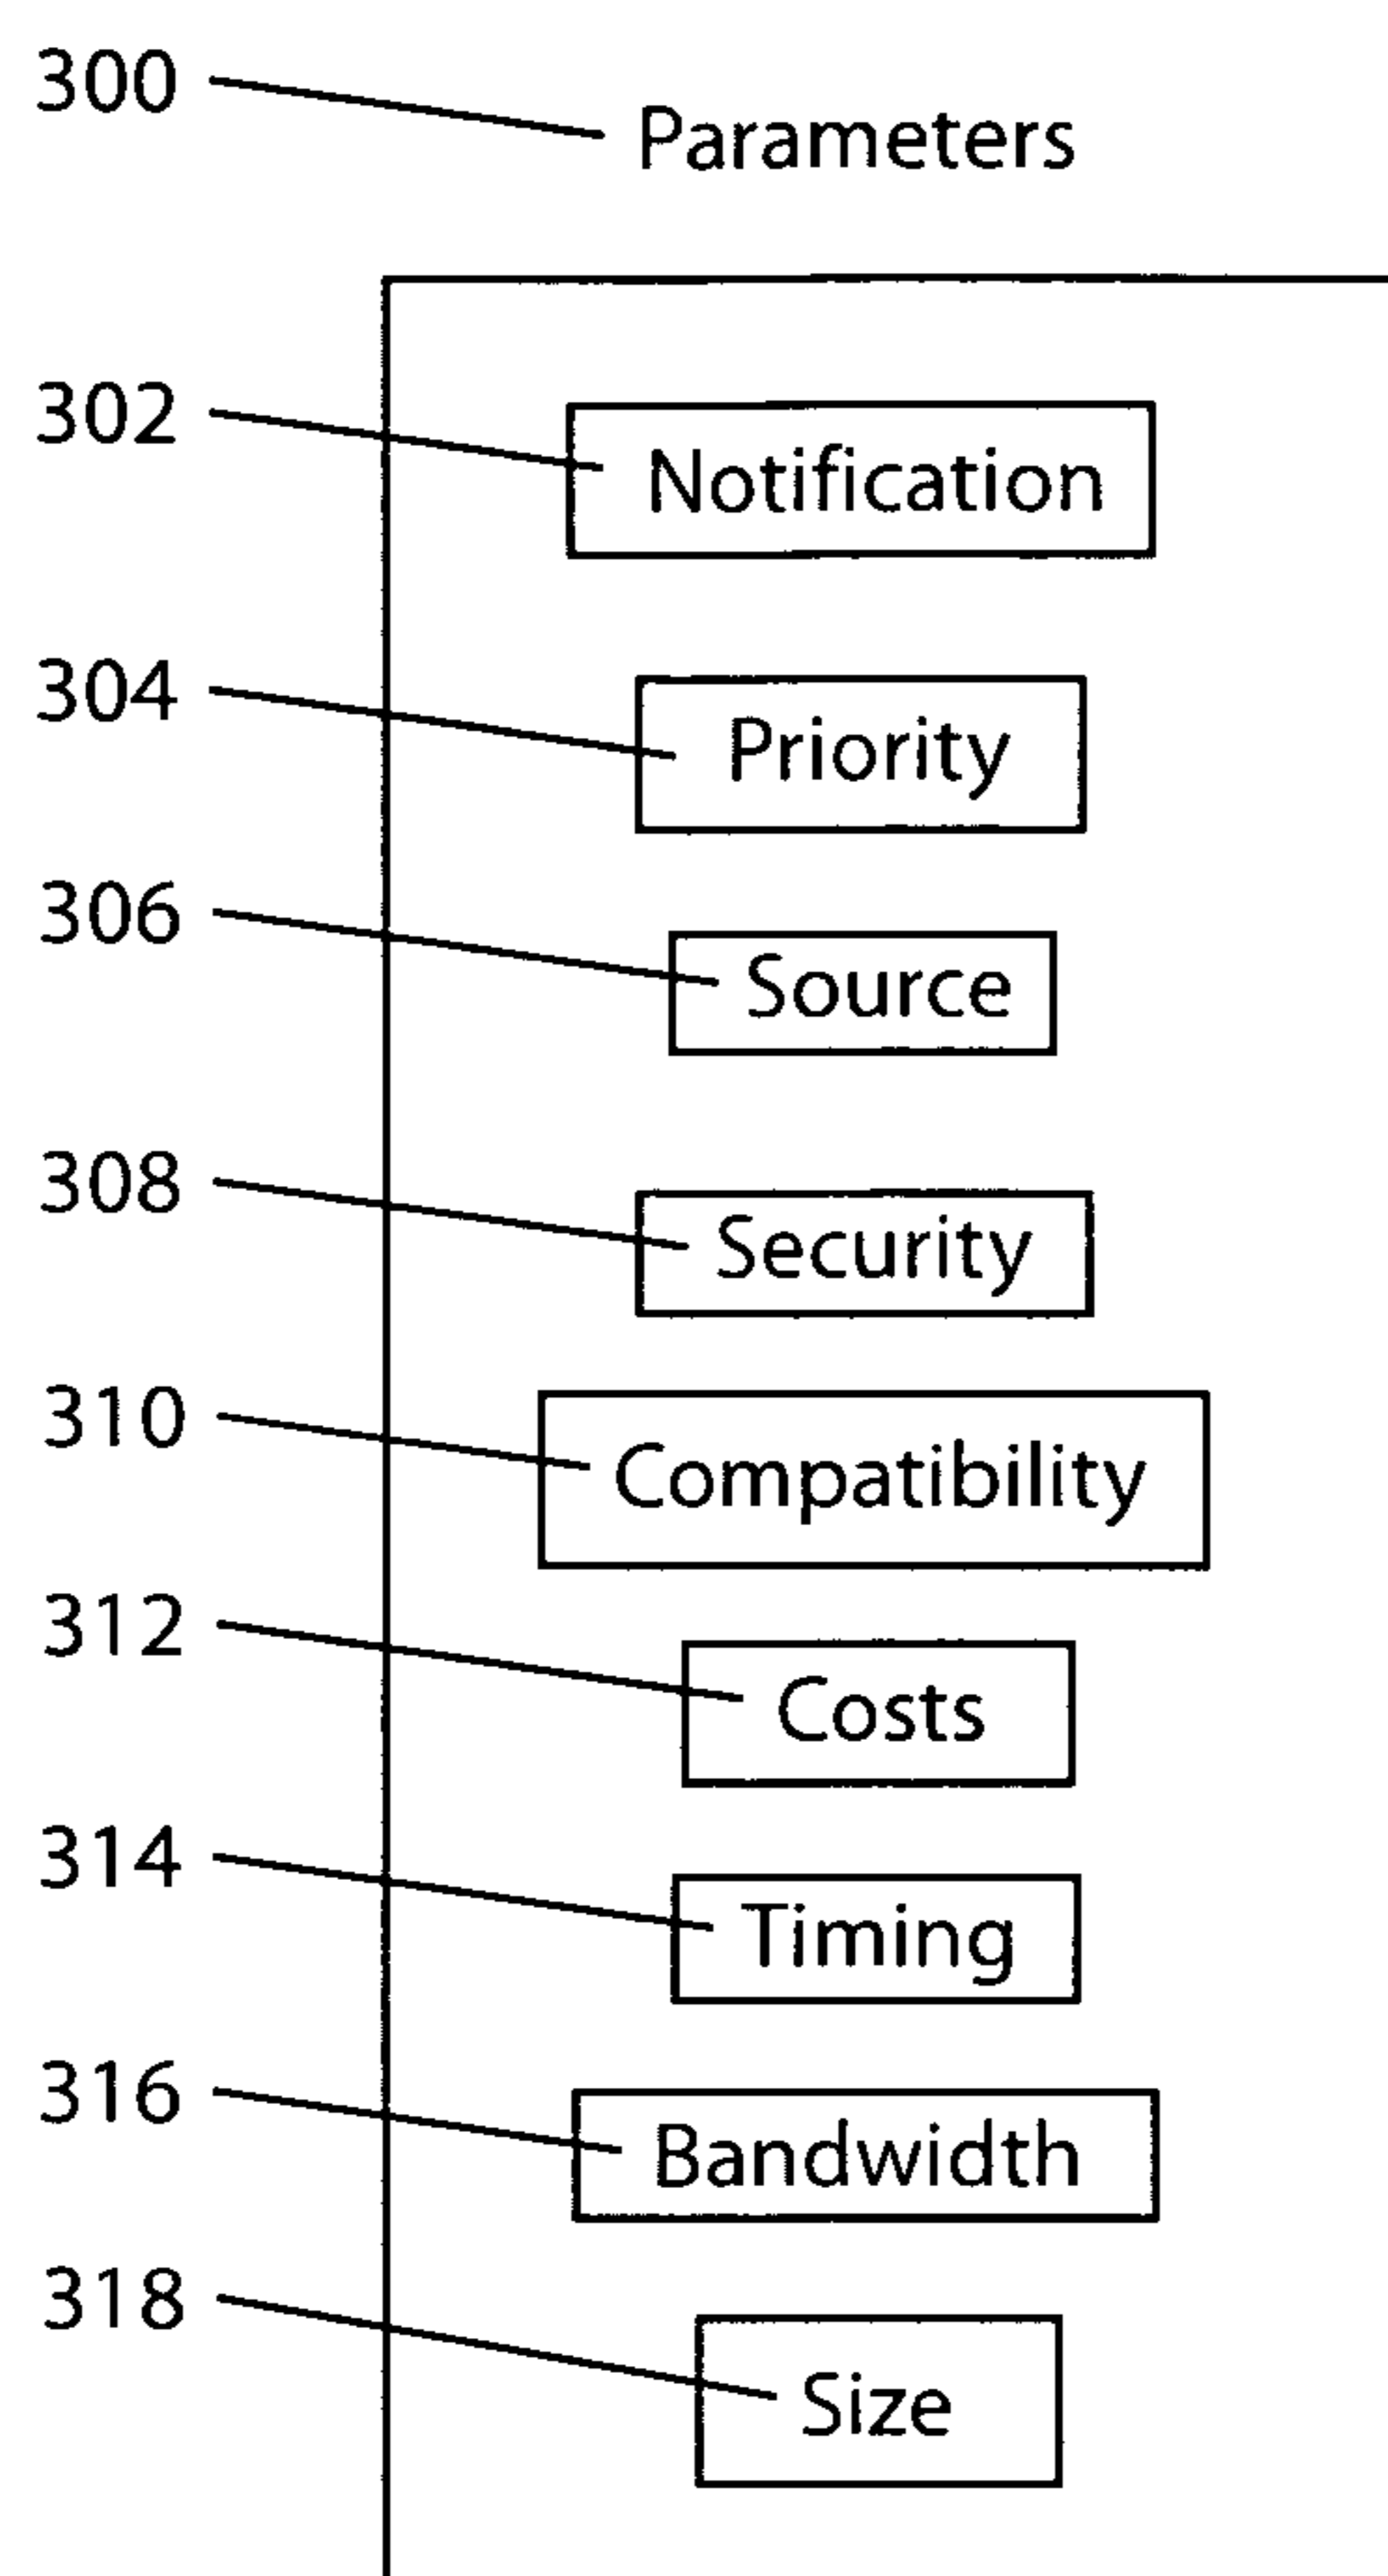 300 Parameters
302 Notification
304 Priority
306 Source
308 Security
310 Compatibility
312 Costs
314 Timing
316 Bandwidth
318 Size